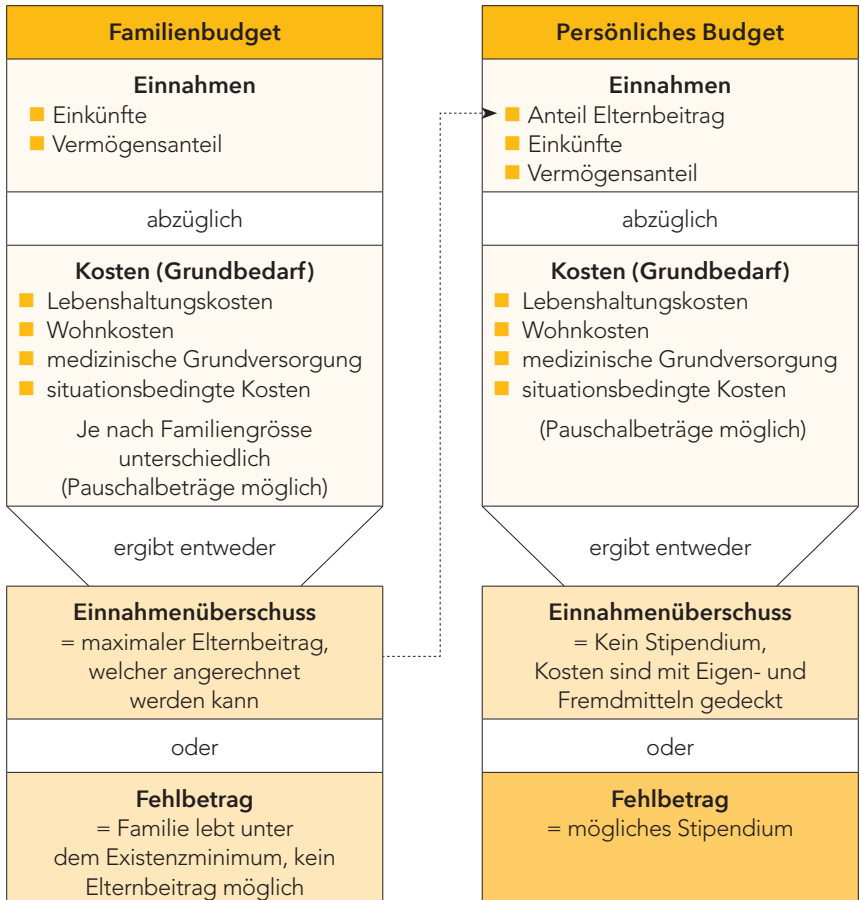 Familienbudget
Einnahmen
Einkünfte
Vermögensanteil
abzüglich
Kosten (Grundbedarf)
Lebenshaltungskosten
Wohnkosten
medizinische Grundversorgung
situationsbedingte Kosten
Je nach Familiengrösse
unterschiedlich
(Pauschalbeträge möglich)
ergibt entweder
Einnahmenüberschuss
= maximaler Elternbeitrag,
welcher angerechnet
werden kann
oder
Fehlbetrag
= Familie lebt unter
dem Existenzminimum, kein
Elternbeitrag möglich
Persönliches Budget
Einnahmen
Anteil Elternbeitrag
Einkünfte
Vermögensanteil
abzüglich
Kosten (Grundbedarf)
Lebenshaltungskosten
Wohnkosten
medizinische Grundversorgung
situationsbedingte Kosten
(Pauschalbeträge möglich)
ergibt entweder
Einnahmenüberschuss
= Kein Stipendium,
Kosten sind mit Eigen- und
Fremdmitteln gedeckt
oder
Fehlbetrag
= mögliches Stipendium